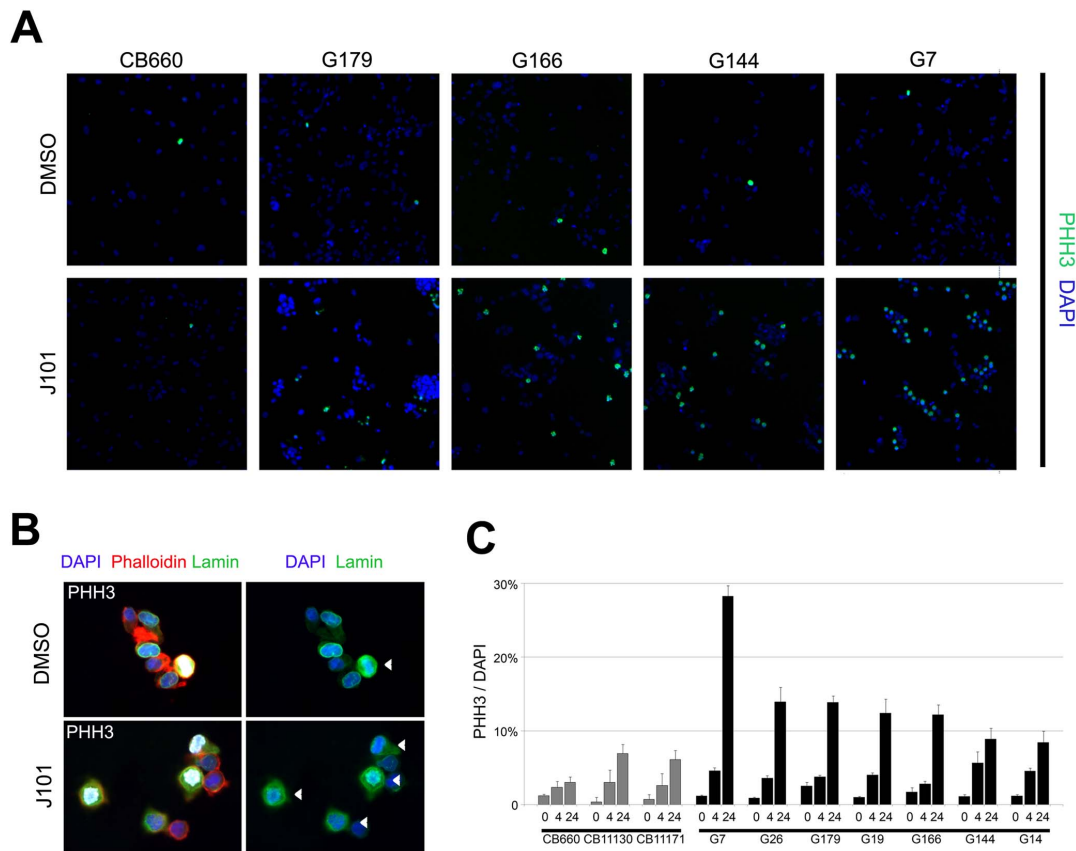 A
CB660 G179 G166 G144 G7
DMSO
J101
PHH3 DAPI
B
DAPI Phalloidin Lamin DAPI Lamin
DMSO
PHH3
J101
PHH3
C
PHH3 / DAPI
30%
20%
10%
0
0 4 24 0 4 24 0 4 24 0 4 24 0 4 24 0 4 24 0 4 24 0 4 24 0 4 24 0 4 24
CB660 CB11130 CB11171 G7 G26 G179 G19 G166 G144 G14